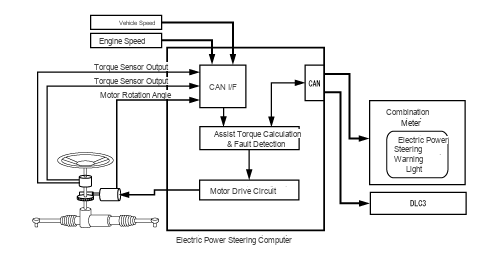 Vehicle Speed
Engine Speed
Torque Sensor Output
Torque Sensor Output
Motor Rotation Angle
CAN I/F
CAN
Assist Torque Calculation
& Fault Detection
Motor Drive Circuit
Electric Power Steering Computer
Combination
Meter
Electric Power
Steering
Warning
Light
DLC3